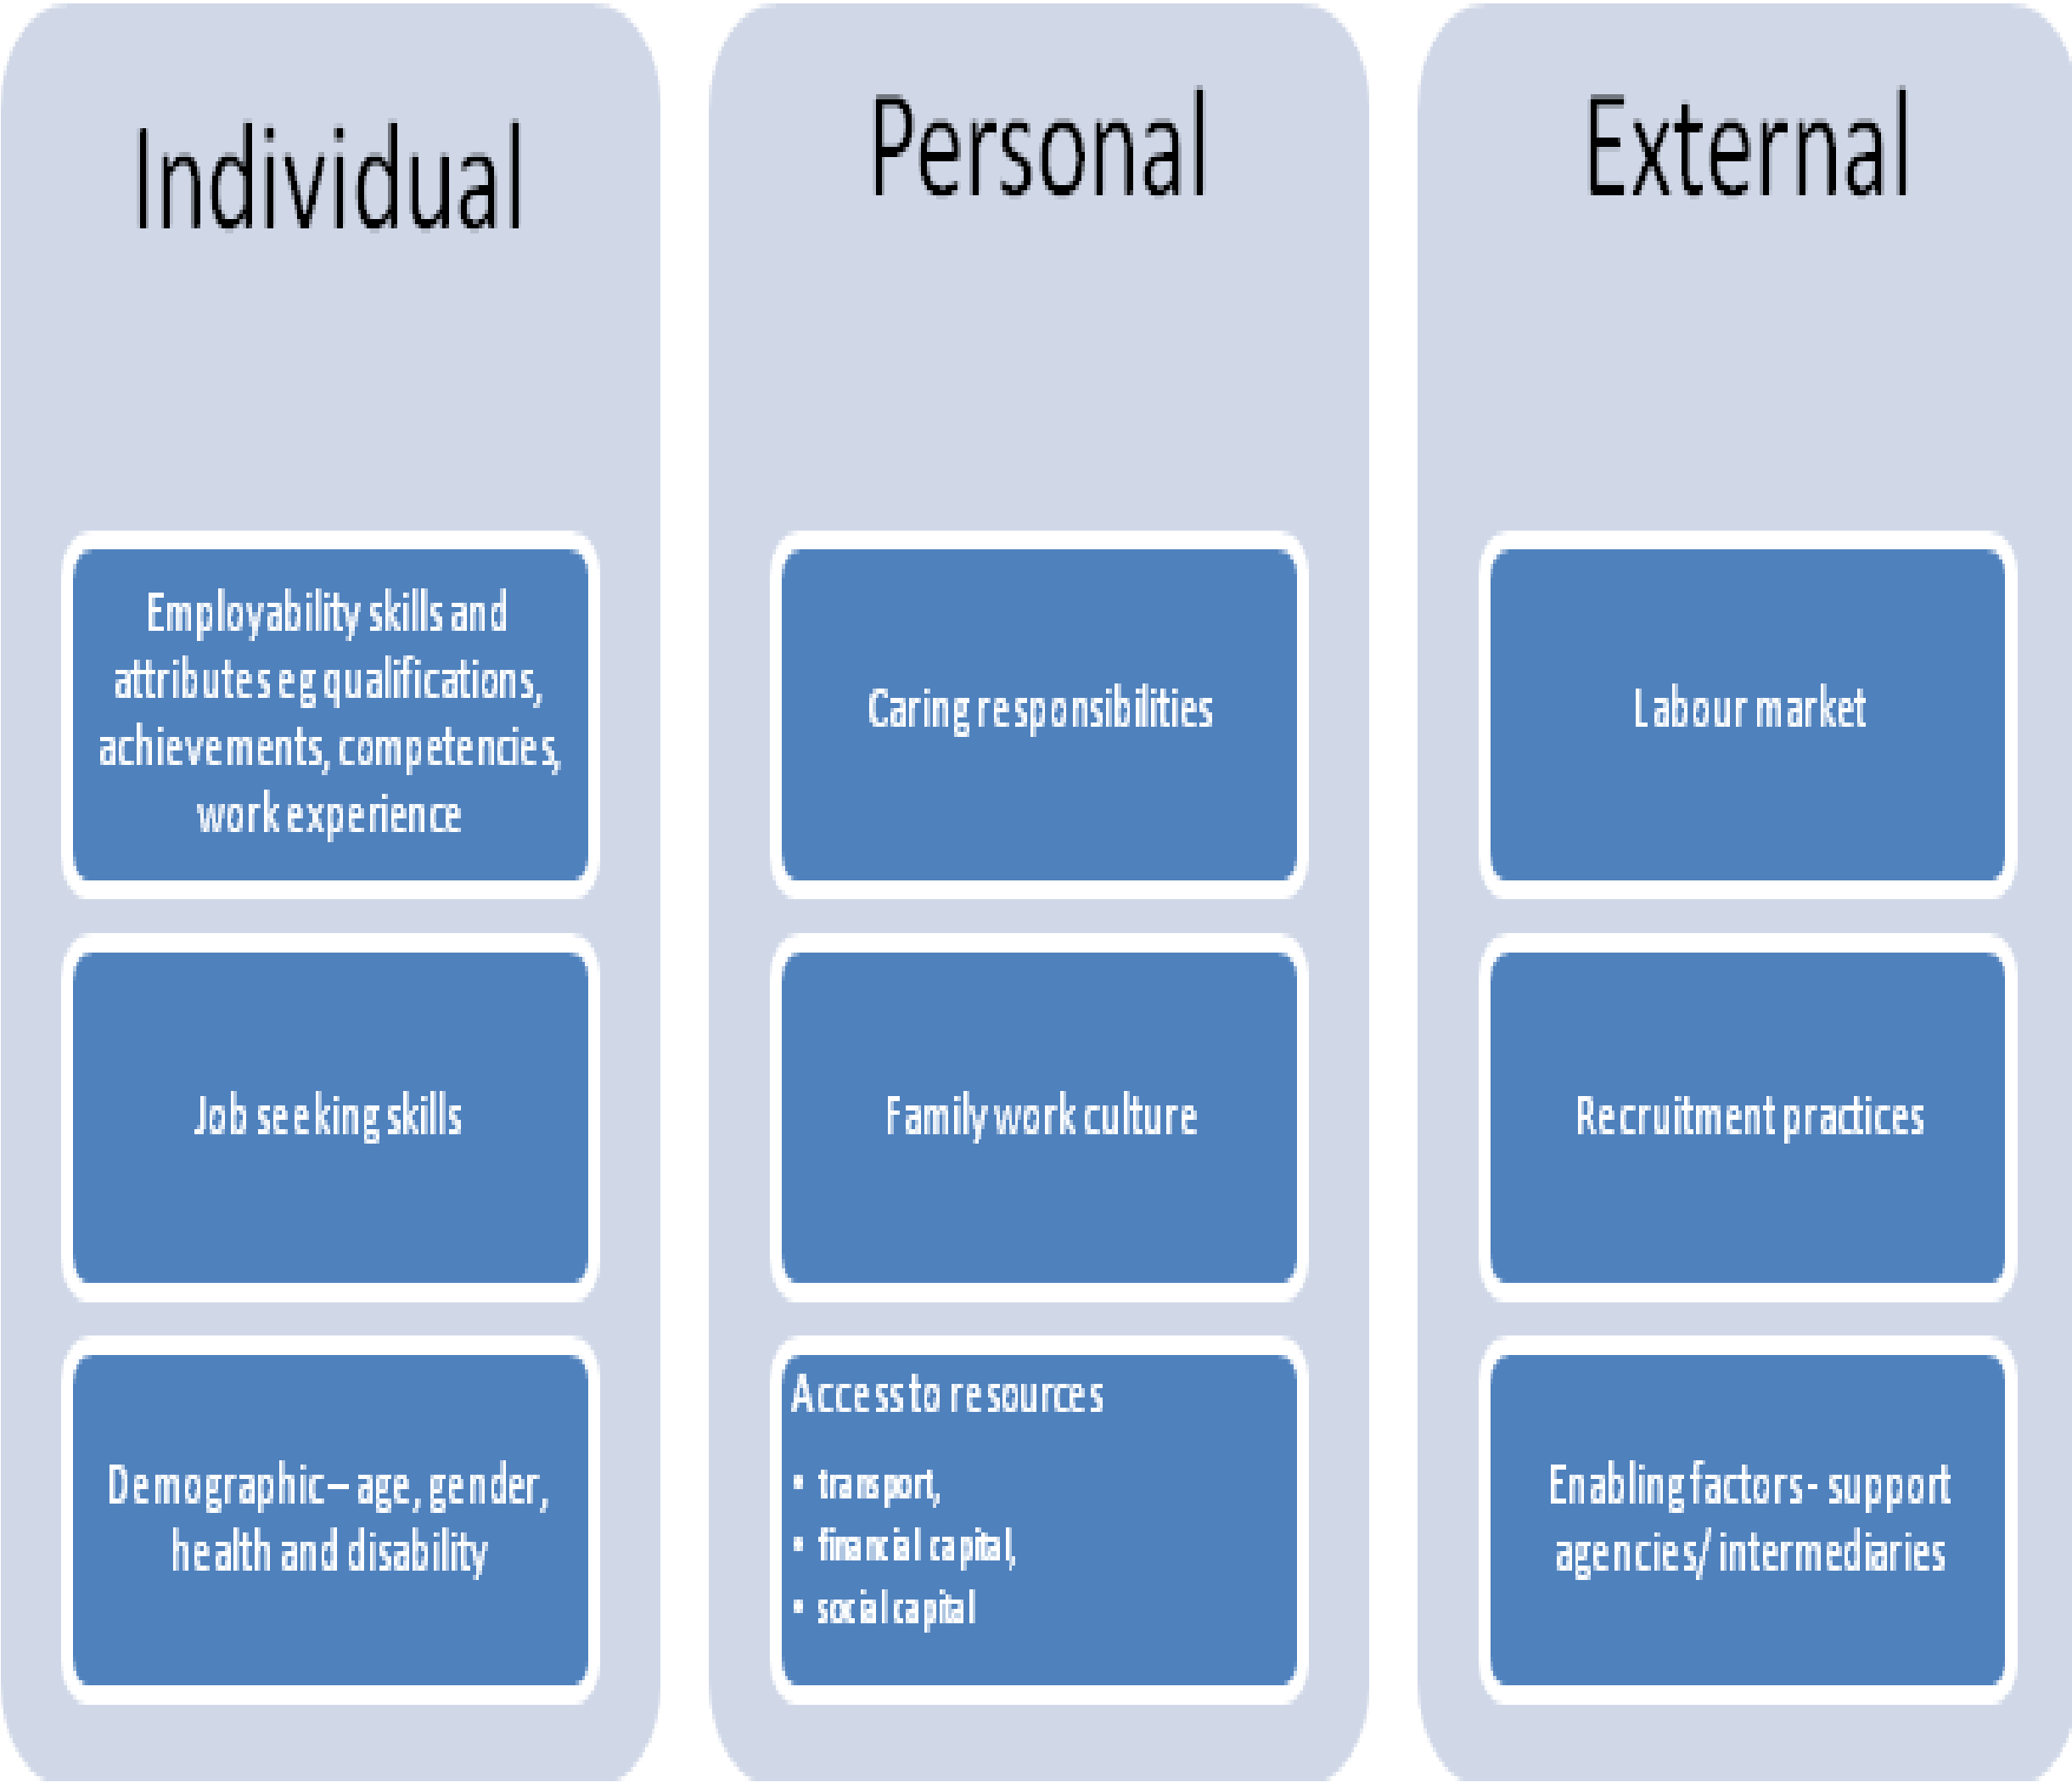 Individual
Employability skills and
attributes eg qualifications,
achievements, competencies,
work experience
Job seeking skills
Demographic – age, gender,
health and disability
Personal
Caring responsibilities
Family work culture
Access to resources
• transport,
• financial capital,
• social capital
External
Labour market
Recruitment practices
Enabling factors - support
agencies/ intermediaries